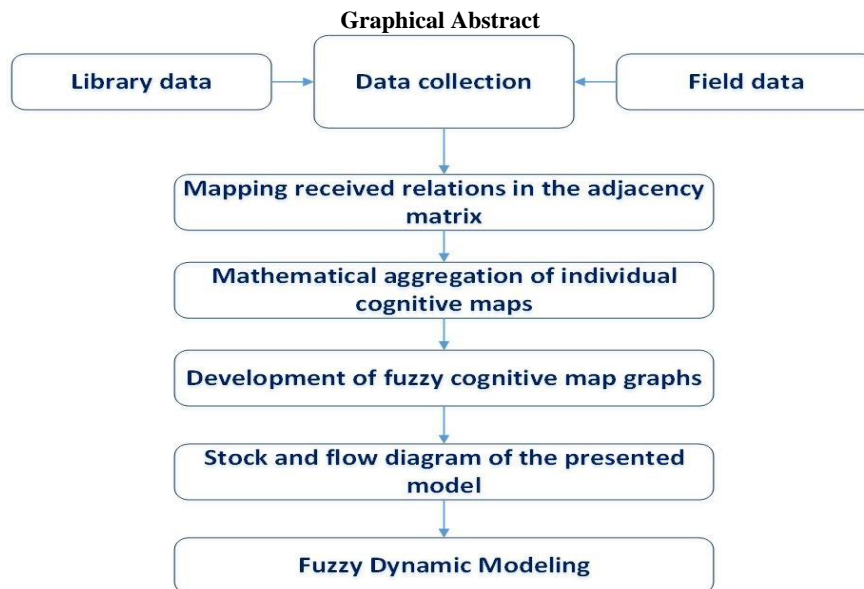 Graphical Abstract
Library data
Data collection
Field data
Mapping received relations in the adjacency
matrix
Mathematical aggregation of individual
cognitive maps
Development of fuzzy cognitive map graphs
Stock and flow diagram of the presented
model
Fuzzy Dynamic Modeling